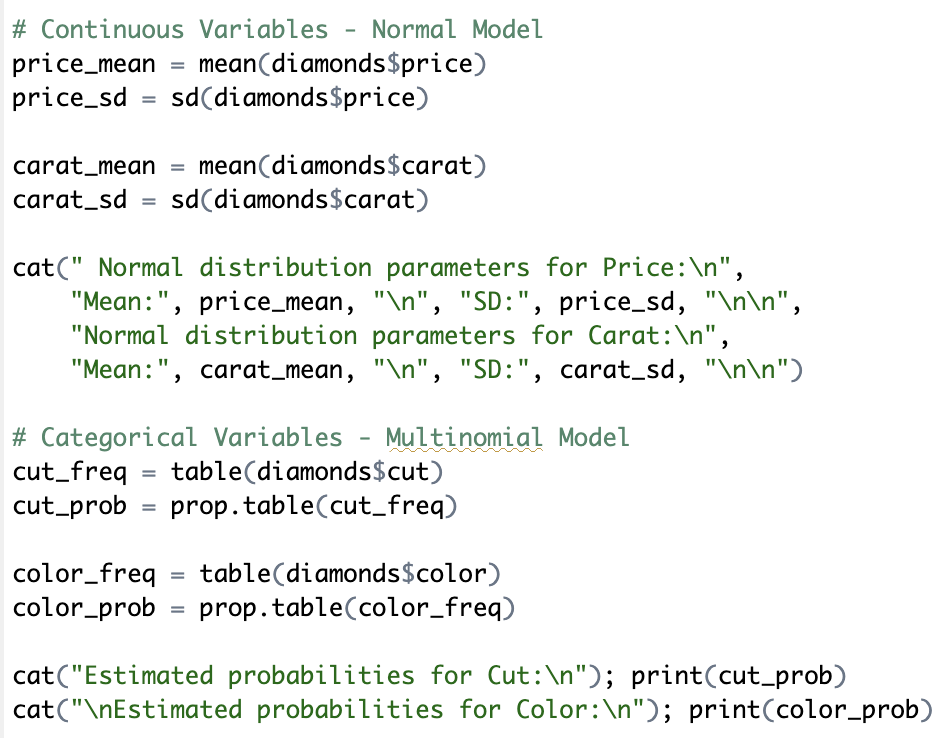 # Continuous Variables - Normal Model
price_mean = mean(diamonds$price)
price_sd = sd(diamonds$price)

carat_mean = mean(diamonds$carat)
carat_sd = sd(diamonds$carat)

cat(" Normal distribution parameters for Price:\n",
    "Mean:", price_mean, "\n", "SD:", price_sd, "\n\n",
    "Normal distribution parameters for Carat:\n",
    "Mean:", carat_mean, "\n", "SD:", carat_sd, "\n\n")

# Categorical Variables - Multinomial Model
cut_freq = table(diamonds$cut)
cut_prob = prop.table(cut_freq)

color_freq = table(diamonds$color)
color_prob = prop.table(color_freq)

cat("Estimated probabilities for Cut:\n"); print(cut_prob)
cat("\nEstimated probabilities for Color:\n"); print(color_prob)